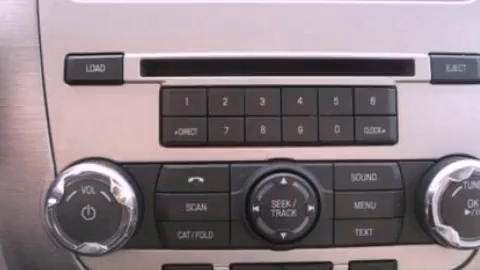 LOAD EJECT
1 2 3 4 5 6
DIRECT 7 8 9 0 CLOCK
VOL SOUND TUNE
SCAN SEEK / TRACK MENU OK
CAT/FOLD TEXT